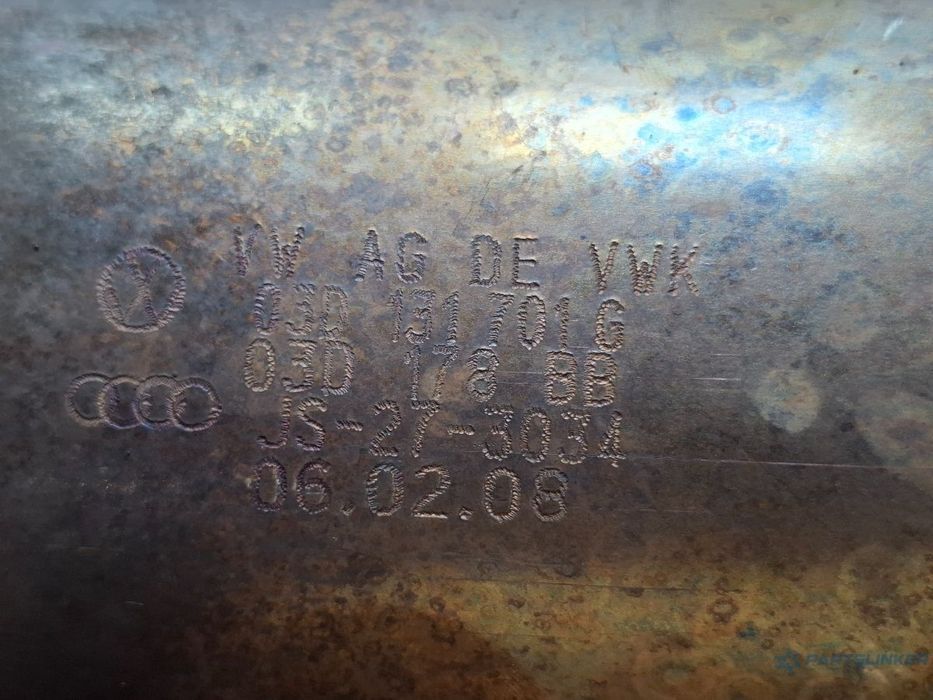 VW AG DE VWK
03D 131 701 G
03D 178 BB
JS-27-3034
06.02.08
PARTSLINKER